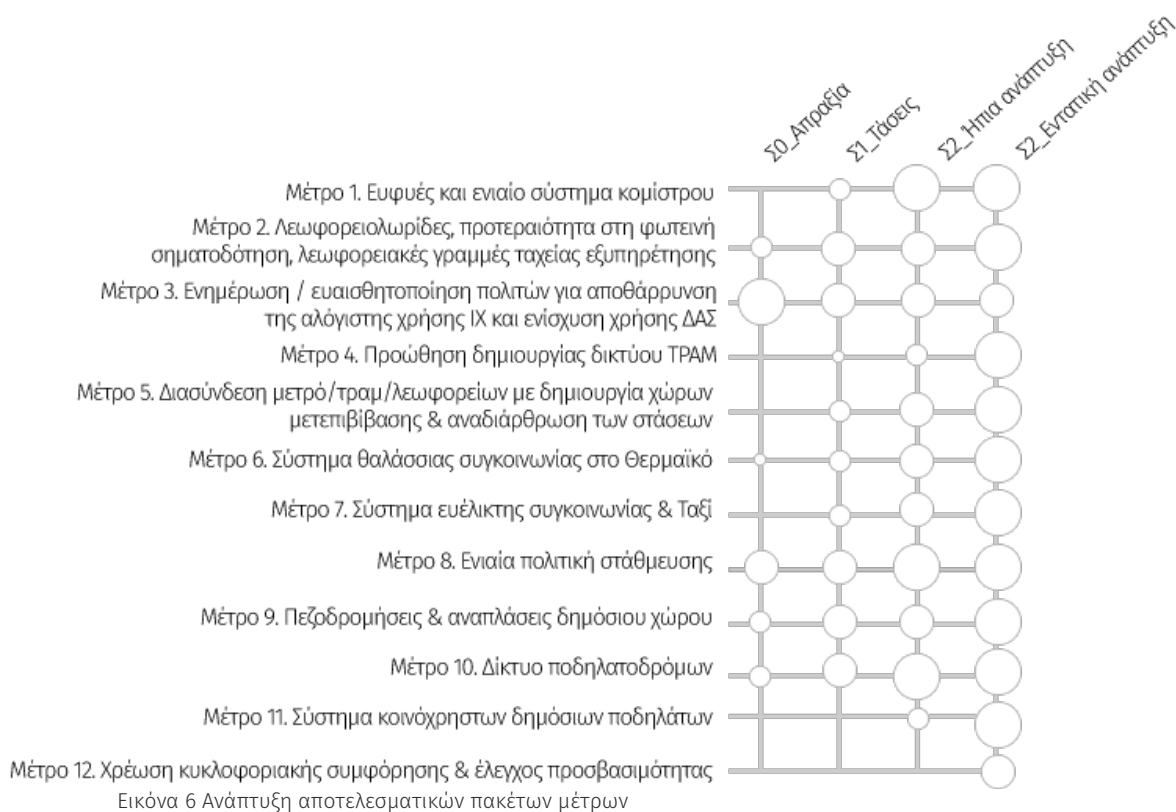 Σ0_Απραξία
Σ1_Τάσεις
Σ2_Ήπια ανάπτυξη
Σ2_Εντατική ανάπτυξη
Μέτρο 1. Ευφυές και ενιαίο σύστημα κομίστρου
Μέτρο 2. Λεωφορειολωρίδες, προτεραιότητα στη φωτεινή
σηματοδότηση, λεωφορειακές γραμμές ταχείας εξυπηρέτησης
Μέτρο 3. Ενημέρωση / ευαισθητοποίηση πολιτών για αποθάρρυνση
της αλόγιστης χρήσης ΙΧ και ενίσχυση χρήσης ΔΑΣ
Μέτρο 4. Προώθηση δημιουργίας δικτύου ΤΡΑΜ
Μέτρο 5. Διασύνδεση μετρό/τραμ/λεωφορείων με δημιουργία χώρων
μετεπιβίβασης & αναδιάρθρωση των στάσεων
Μέτρο 6. Σύστημα θαλάσσιας συγκοινωνίας στο Θερμαϊκό
Μέτρο 7. Σύστημα ευέλικτης συγκοινωνίας & Ταξί
Μέτρο 8. Ενιαία πολιτική στάθμευσης
Μέτρο 9. Πεζοδρομήσεις & αναπλάσεις δημόσιου χώρου
Μέτρο 10. Δίκτυο ποδηλατοδρόμων
Μέτρο 11. Σύστημα κοινόχρηστων δημόσιων ποδηλάτων
Μέτρο 12. Χρέωση κυκλοφοριακής συμφόρησης & έλεγχος προσβασιμότητας
Εικόνα 6 Ανάπτυξη αποτελεσματικών πακέτων μέτρων